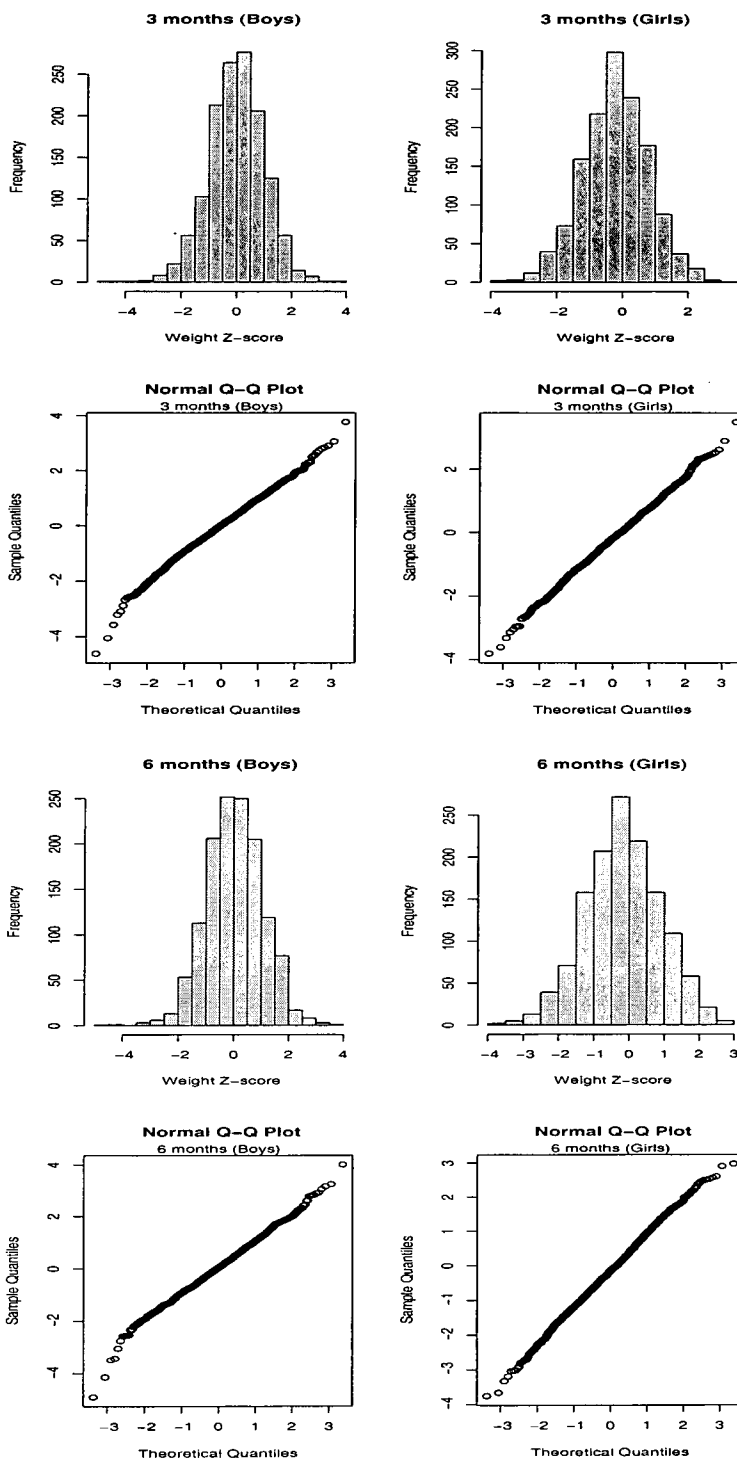 3 months (Boys)
3 months (Girls)
Frequency
0 50 100 150 200 250
−4 −2 0 2 4
Weight Z−score
Frequency
0 50 100 150 200 250 300
−4 −2 0 2
Weight Z−score
Normal Q−Q Plot
3 months (Boys)
Sample Quantiles
−4 −2 0 2 4
−3 −2 −1 0 1 2 3
Theoretical Quantiles
Normal Q−Q Plot
3 months (Girls)
Sample Quantiles
−4 −2 0 2
−3 −2 −1 0 1 2 3
Theoretical Quantiles
6 months (Boys)
6 months (Girls)
Frequency
0 50 100 150 200 250
−4 −2 0 2 4
Weight Z−score
Frequency
0 50 100 150 200 250
−4 −3 −2 −1 0 1 2 3
Weight Z−score
Normal Q−Q Plot
6 months (Boys)
Sample Quantiles
−4 −2 0 2 4
−3 −2 −1 0 1 2 3
Theoretical Quantiles
Normal Q−Q Plot
6 months (Girls)
Sample Quantiles
−4 −3 −2 −1 0 1 2 3
−3 −2 −1 0 1 2 3
Theoretical Quantiles